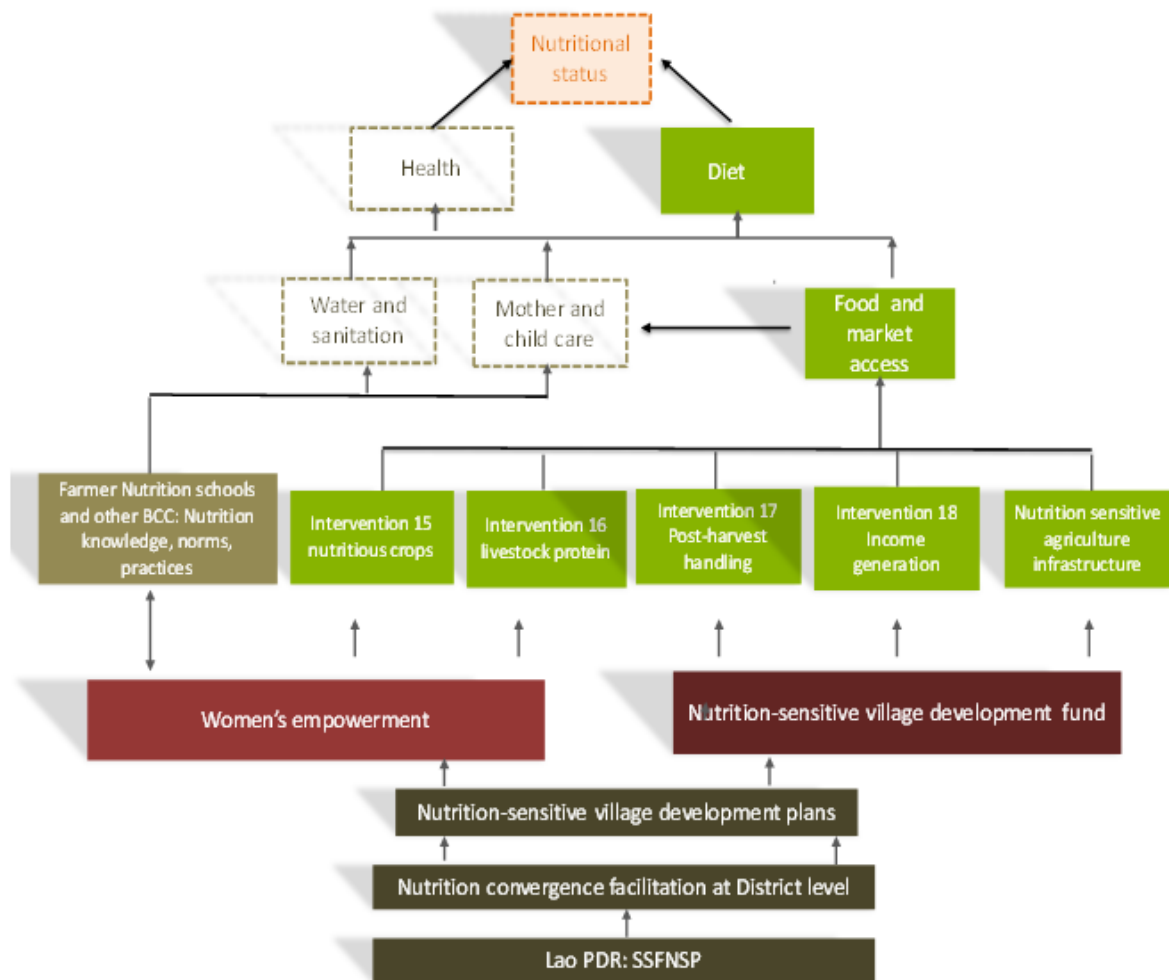 Nutritional
status
Health
Diet
Water and
sanitation
Mother and
child care
Food and
market
access
Farmer Nutrition schools
and other BCC: Nutrition
knowledge, norms,
practices
Intervention 15
nutritious crops
Intervention 16
livestock protein
Intervention 17
Post-harvest
handling
Intervention 18
Income
generation
Nutrition sensitive
agriculture
infrastructure
Women's empowerment
Nutrition-sensitive village development fund
Nutrition-sensitive village development plans
Nutrition convergence facilitation at District level
Lao PDR: SSFNSP